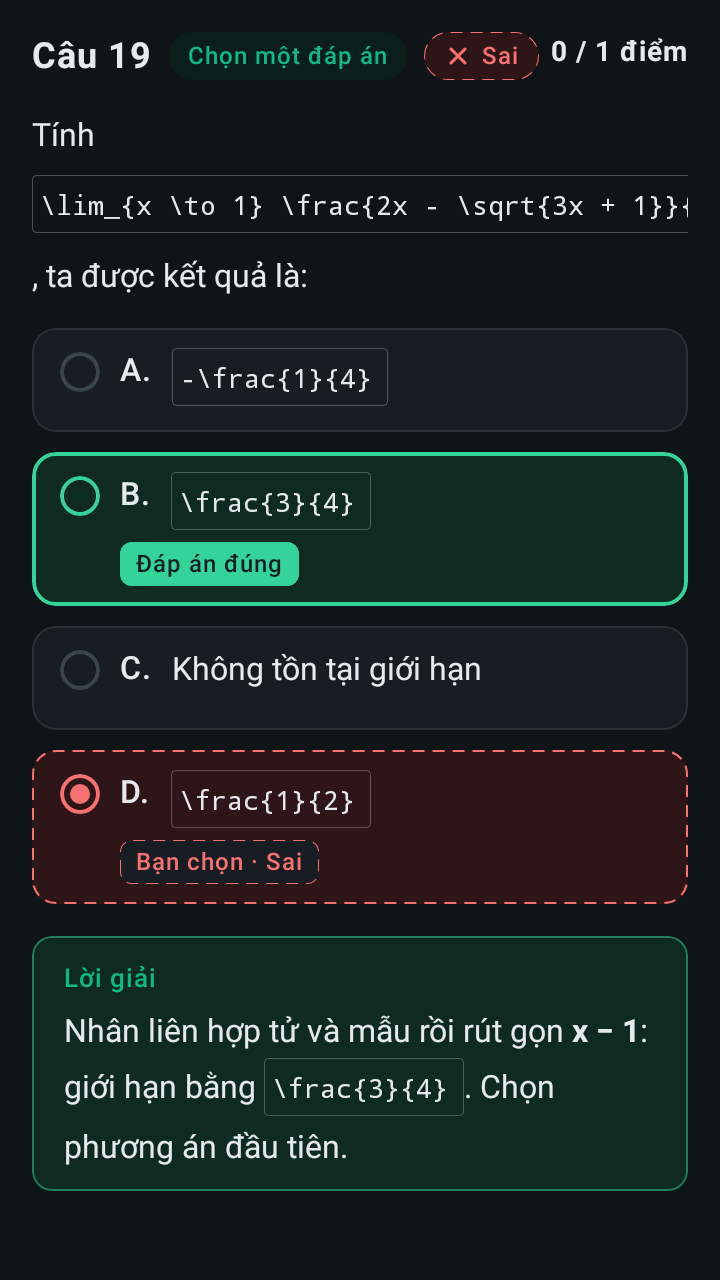 Câu 19 Chọn một đáp án ✕ Sai 0 / 1 điểm
Tính
\lim_{x \to 1} \frac{2x - \sqrt{3x + 1}}{
, ta được kết quả là:
A. -\frac{1}{4}
B. \frac{3}{4}
Đáp án đúng
C. Không tồn tại giới hạn
D. \frac{1}{2}
Bạn chọn · Sai
Lời giải
Nhân liên hợp tử và mẫu rồi rút gọn x − 1:
giới hạn bằng \frac{3}{4} . Chọn
phương án đầu tiên.